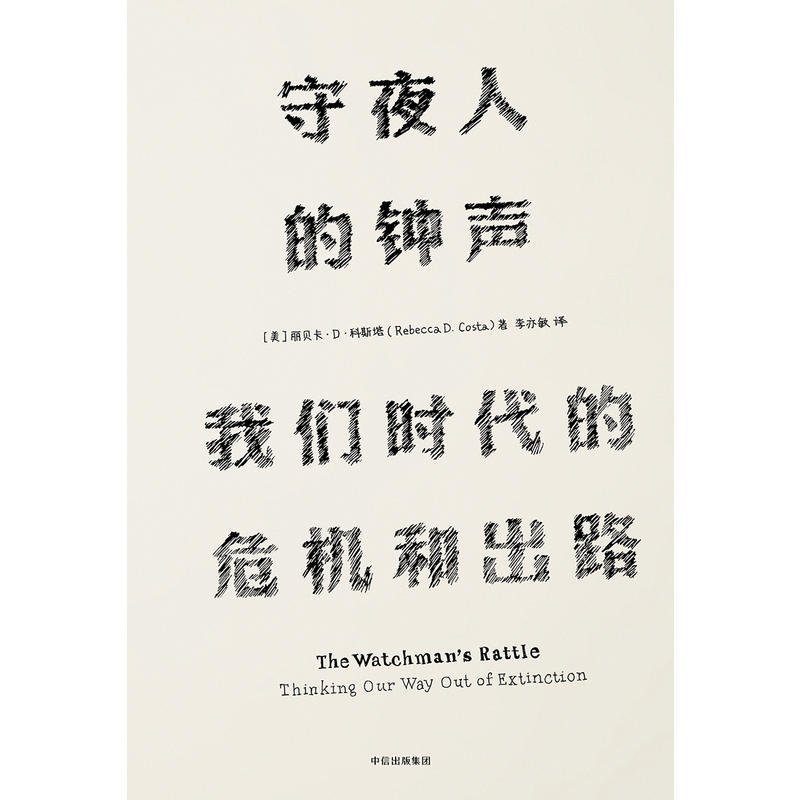 守夜人
的钟声
[美]丽贝卡·D·科斯塔(Rebecca D. Costa)著 李亦敏 译
我们时代的
危机和出路
The Watchman's Rattle
Thinking Our Way Out of Extinction
中信出版集团